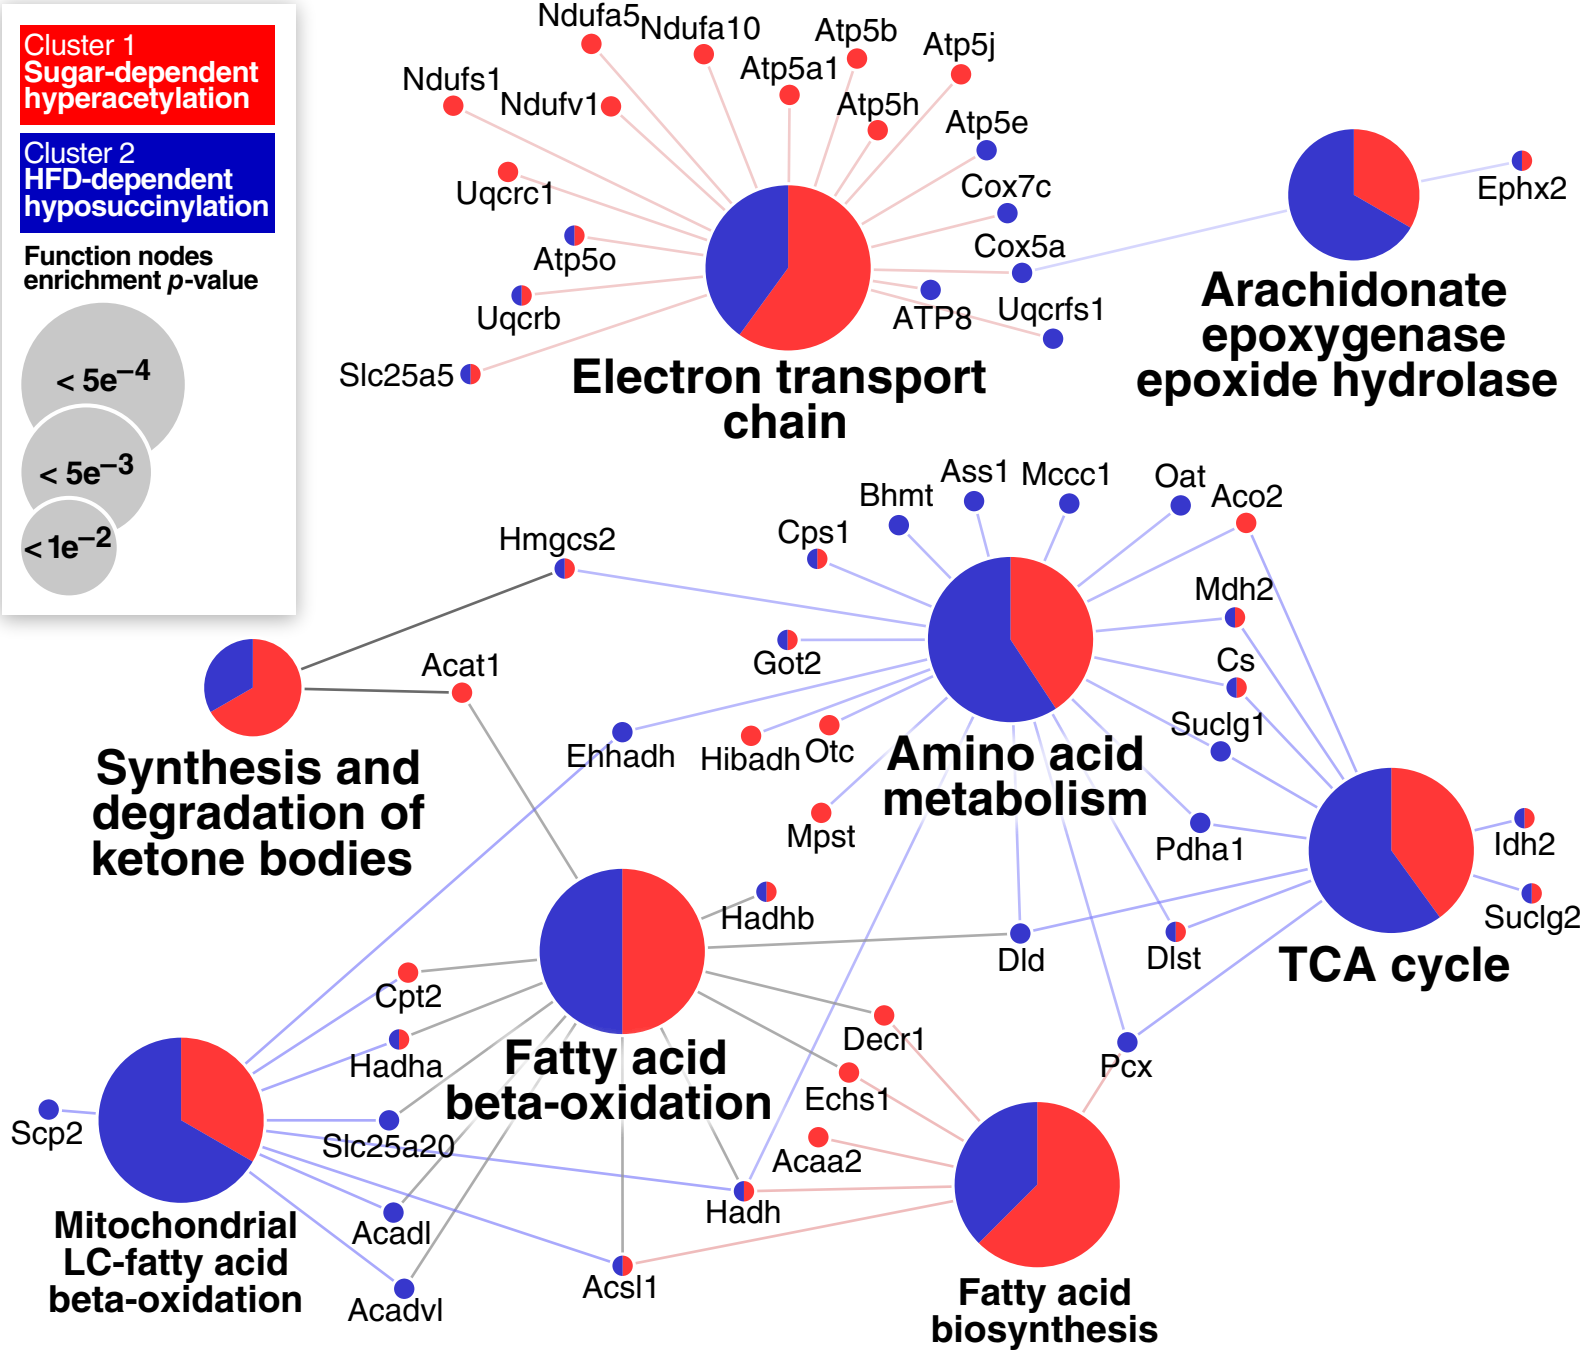 Cluster 1
Sugar-dependent
hyperacetylation
Cluster 2
HFD-dependent
hyposuccinylation
Function nodes
enrichment p-value
< 5e−4
< 5e−3
< 1e−2
Ndufa5
Ndufa10
Atp5b
Atp5j
Ndufs1
Ndufv1
Atp5a1
Atp5h
Atp5e
Uqcrc1
Cox7c
Atp5o
Cox5a
Uqcrb
ATP8
Uqcrfs1
Slc25a5
Electron transport
chain
Ephx2
Arachidonate
epoxygenase
epoxide hydrolase
Hmgcs2
Cps1
Bhmt
Ass1
Mccc1
Oat
Aco2
Mdh2
Got2
Cs
Acat1
Suclg1
Ehhadh
Hibadh
Otc
Amino acid
metabolism
Mpst
Pdha1
Idh2
Suclg2
Synthesis and
degradation of
ketone bodies
Hadhb
Dld
Dlst
TCA cycle
Cpt2
Hadha
Fatty acid
beta-oxidation
Decr1
Echs1
Pcx
Scp2
Slc25a20
Acaa2
Hadh
Acadl
Acsl1
Acadvl
Mitochondrial
LC-fatty acid
beta-oxidation
Fatty acid
biosynthesis